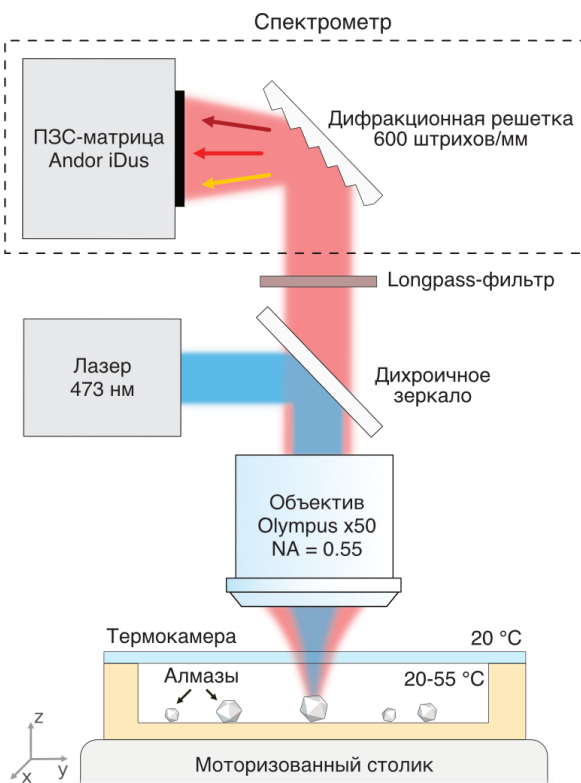 Спектрометр
ПЗС-матрица
Andor iDus
Дифракционная решетка
600 штрихов/мм
Longpass-фильтр
Лазер
473 нм
Дихроичное
зеркало
Объектив
Olympus x50
NA = 0.55
Термокамера
20 °C
Алмазы
20-55 °C
z
y
x
Моторизованный столик